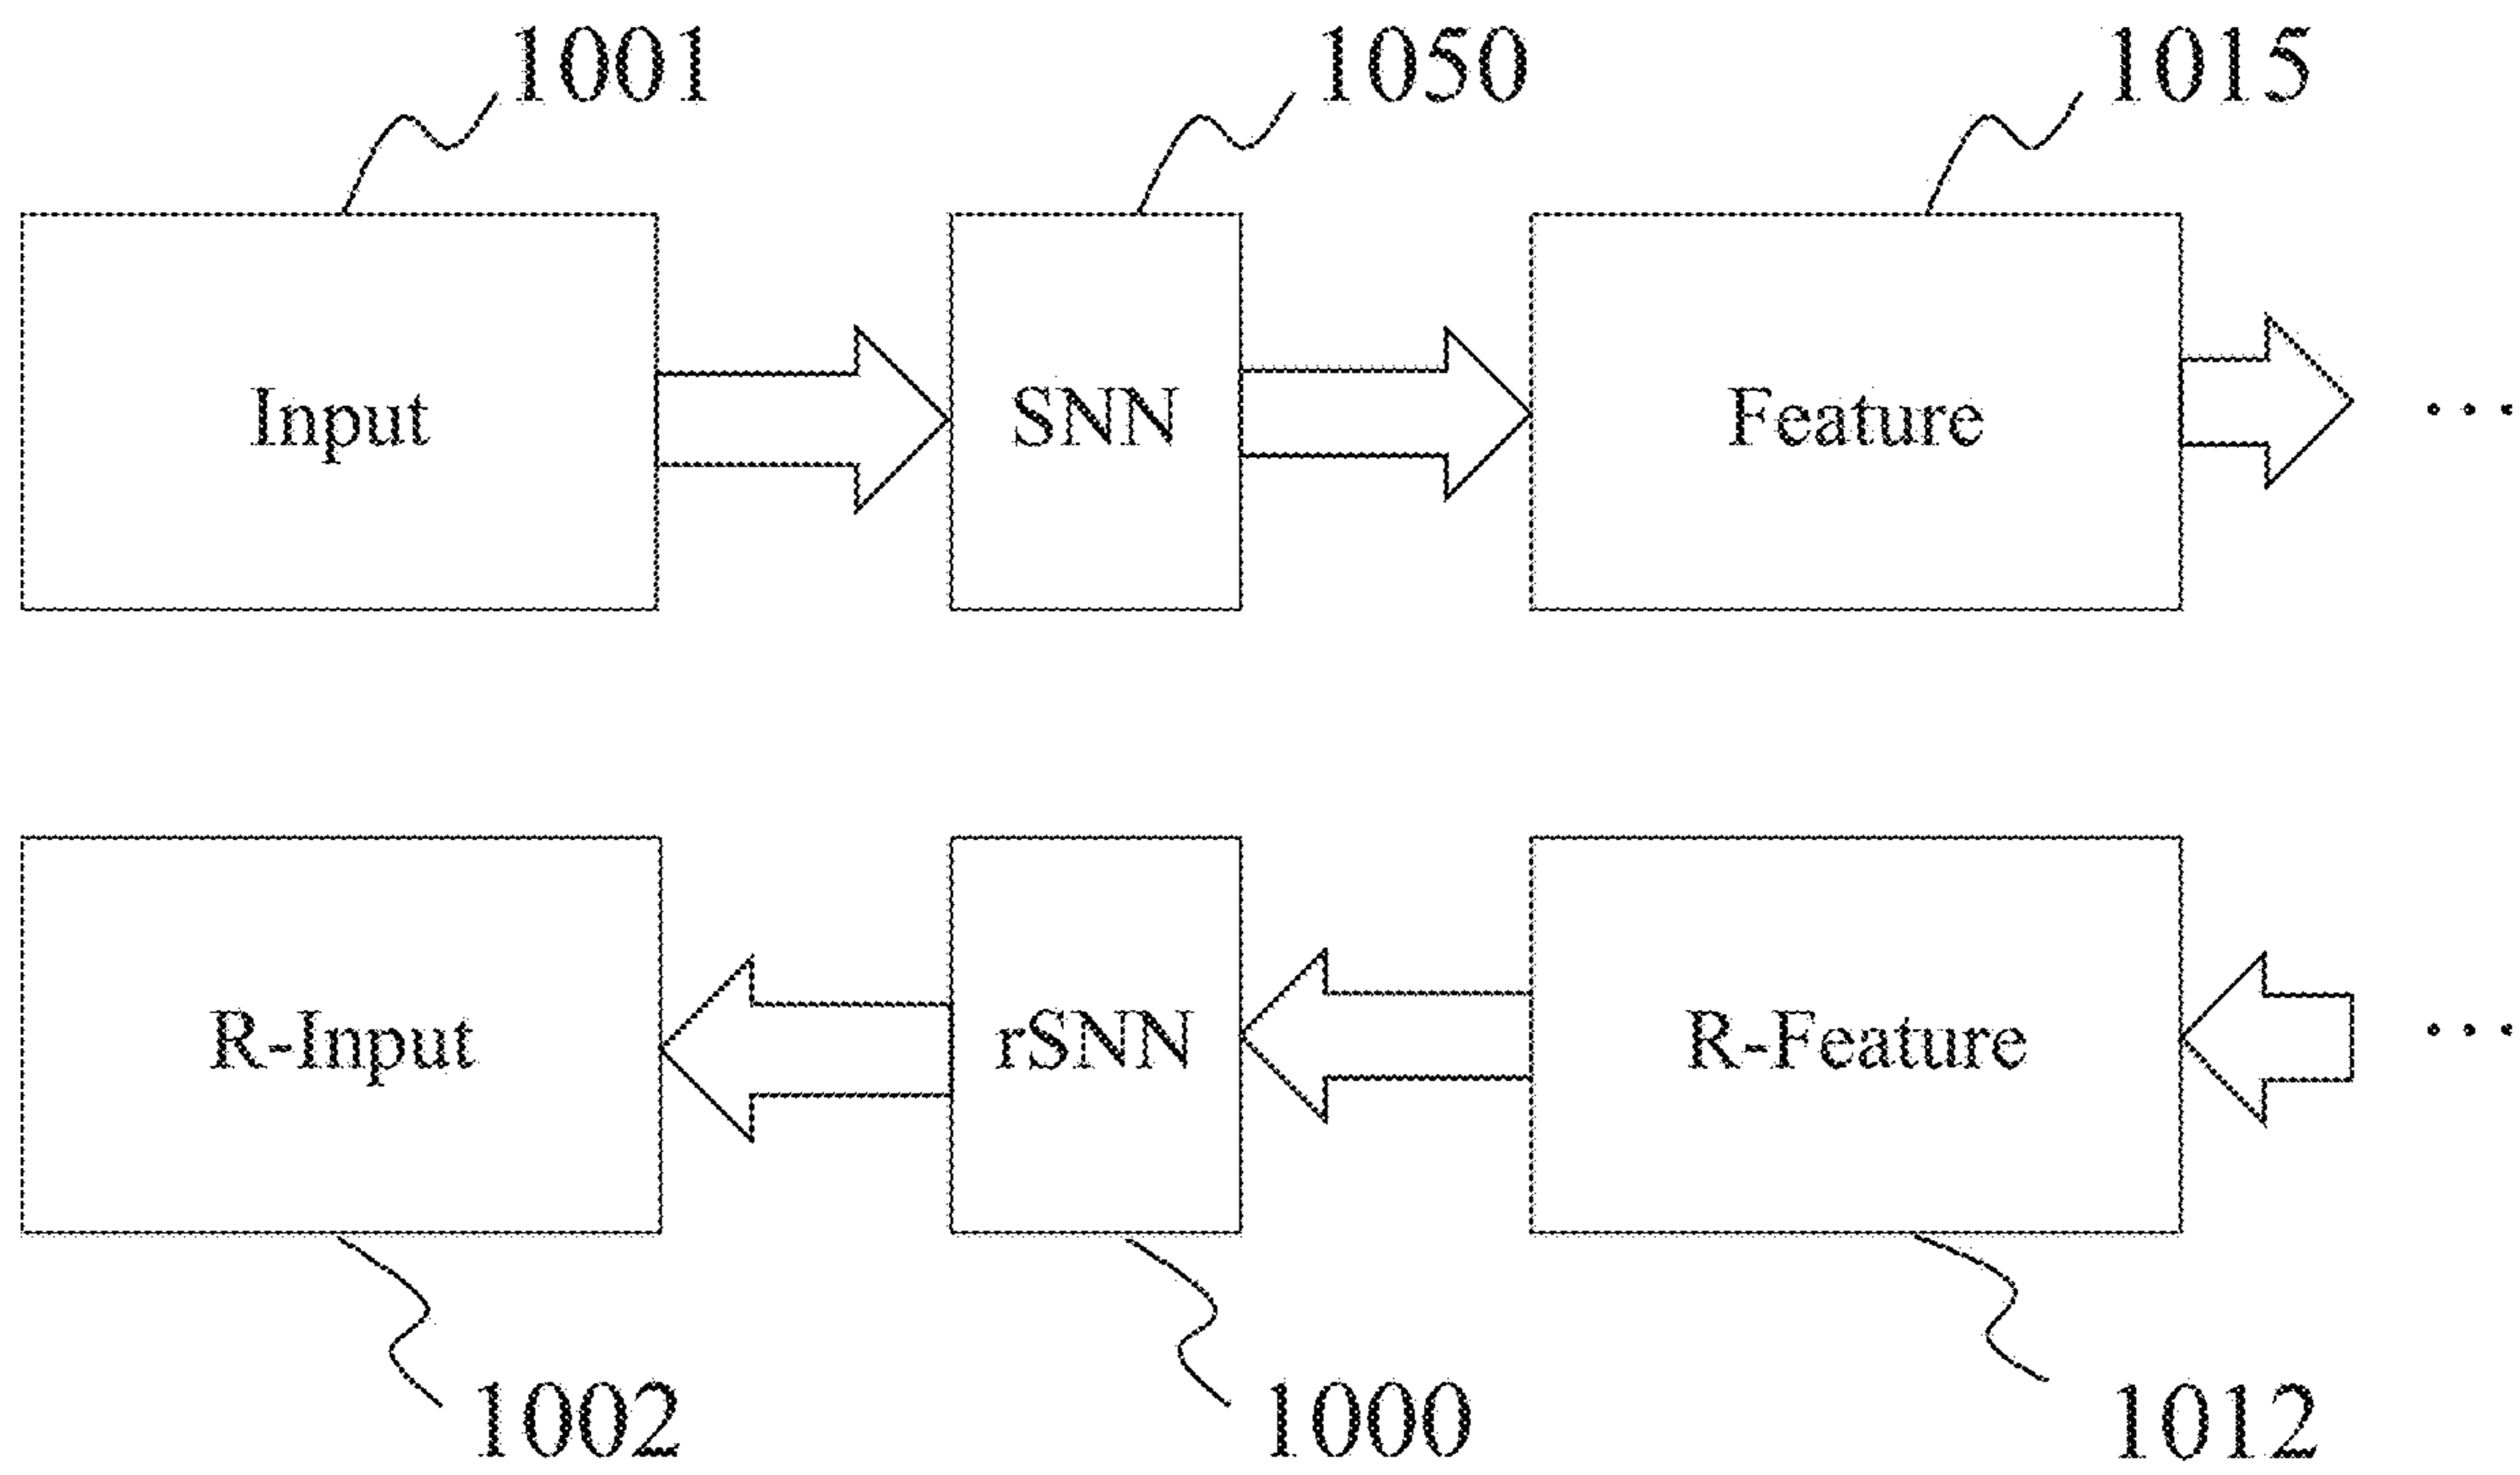 1001 1050 1015
Input SNN Feature ...
R-Input rSNN R-Feature ...
1002 1000 1012